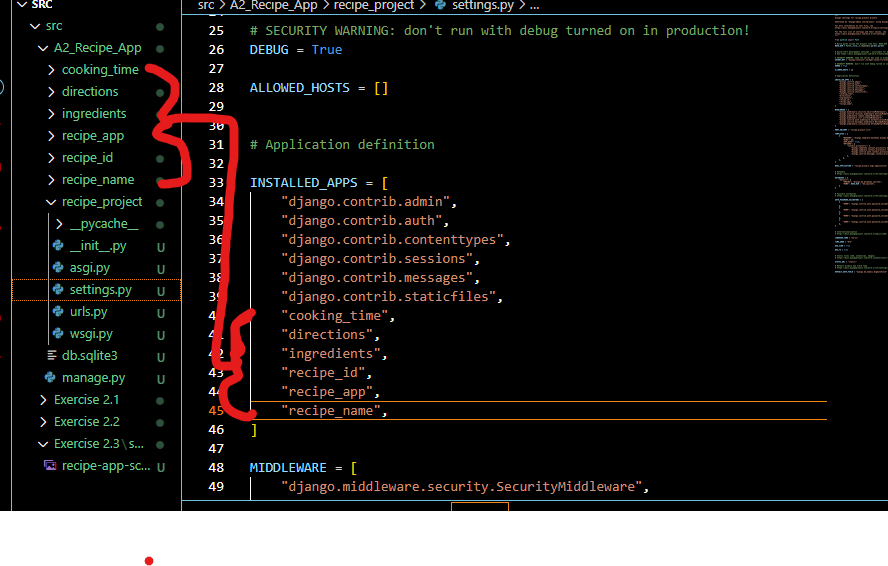 SRC
src
A2_Recipe_App
cooking_time
directions
ingredients
recipe_app
recipe_id
recipe_name
recipe_project
__pycache__
__init__.py U
asgi.py U
settings.py U
urls.py U
wsgi.py U
db.sqlite3 U
manage.py U
Exercise 2.1
Exercise 2.2
Exercise 2.3\s...
recipe-app-sc... U
src > A2_Recipe_App > recipe_project > settings.py > ...
25 # SECURITY WARNING: don't run with debug turned on in production!
26 DEBUG = True
27
28 ALLOWED_HOSTS = []
29
30
31 # Application definition
32
33 INSTALLED_APPS = [
34 "django.contrib.admin",
35 "django.contrib.auth",
36 "django.contrib.contenttypes",
37 "django.contrib.sessions",
38 "django.contrib.messages",
39 "django.contrib.staticfiles",
"cooking_time",
"directions",
42 "ingredients",
43 "recipe_id",
44 "recipe_app",
45 "recipe_name",
46 ]
47
48 MIDDLEWARE = [
49 "django.middleware.security.SecurityMiddleware",